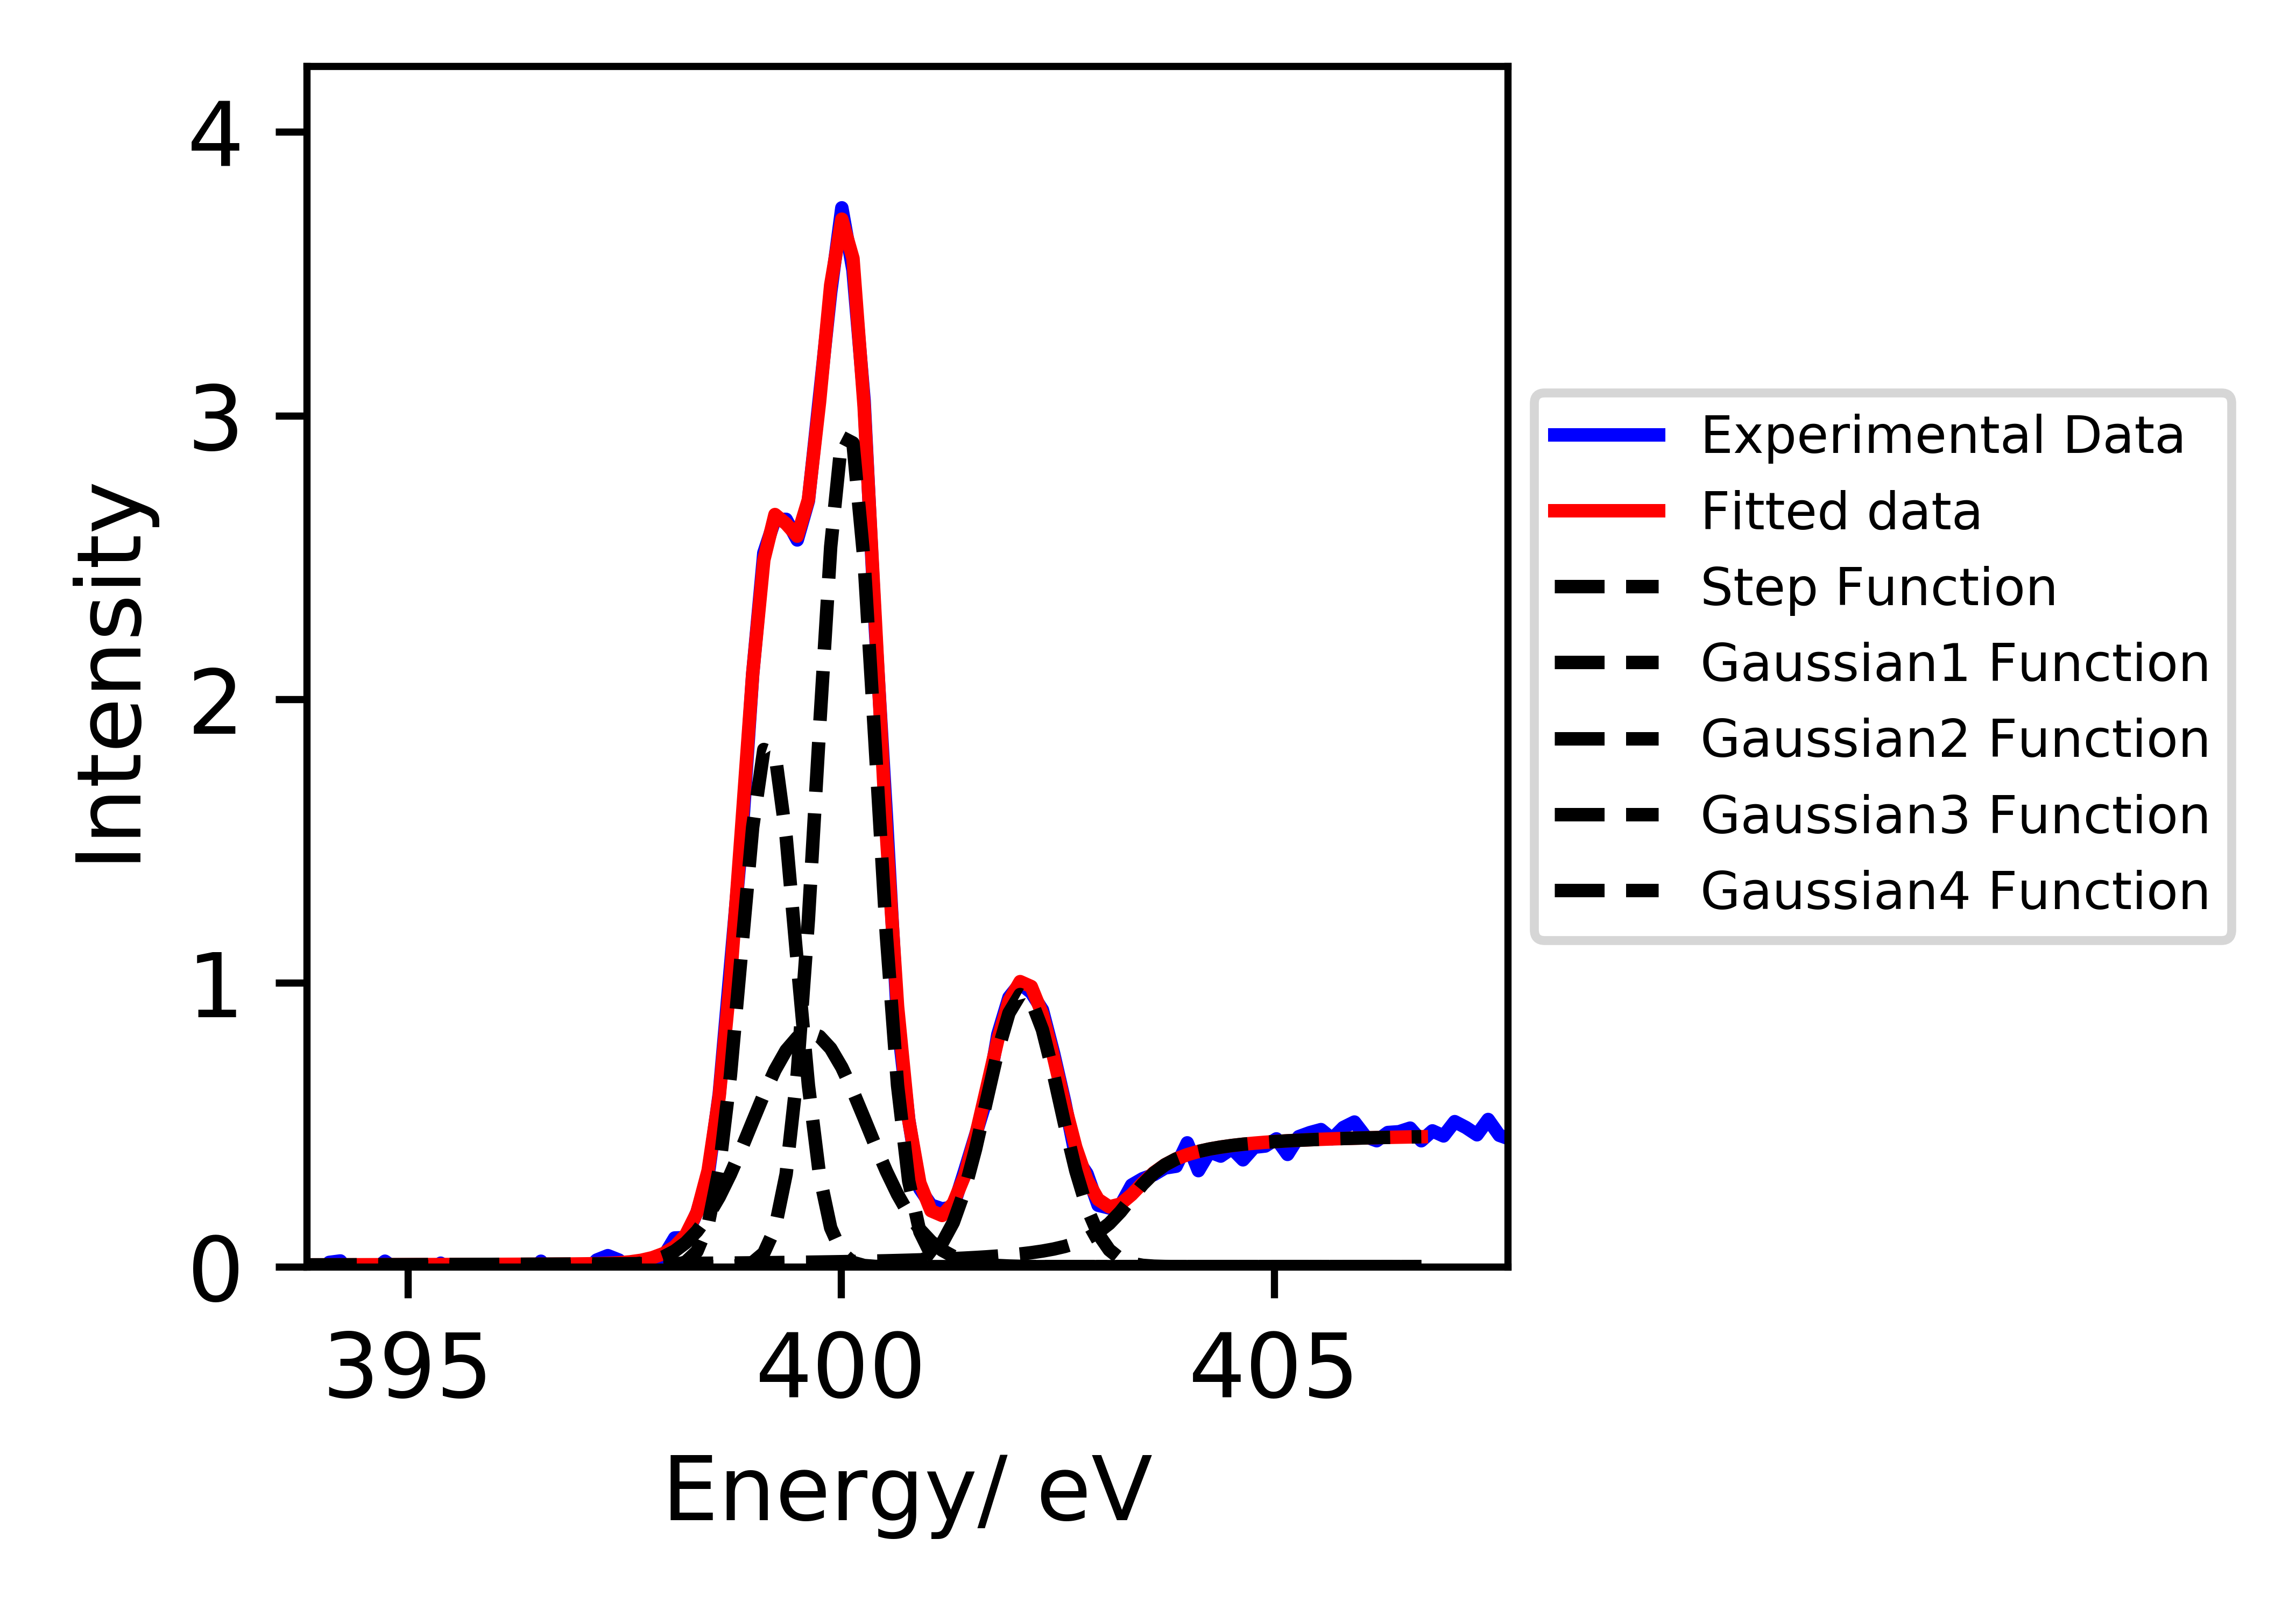 4
3
2
1
0
Intensity
395 400 405
Energy/ eV
Experimental Data
Fitted data
Step Function
Gaussian1 Function
Gaussian2 Function
Gaussian3 Function
Gaussian4 Function